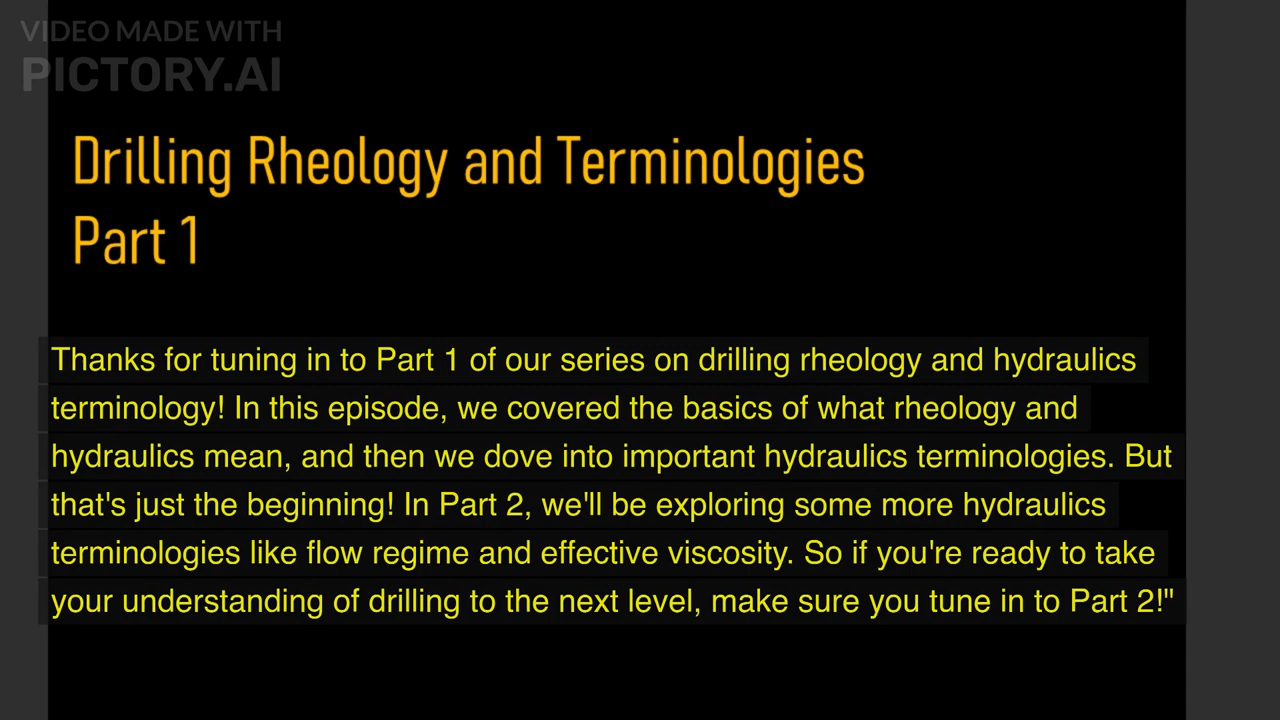 VIDEO MADE WITH
PICTORY.AI
Drilling Rheology and Terminologies
Part 1
Thanks for tuning in to Part 1 of our series on drilling rheology and hydraulics
terminology! In this episode, we covered the basics of what rheology and
hydraulics mean, and then we dove into important hydraulics terminologies. But
that's just the beginning! In Part 2, we'll be exploring some more hydraulics
terminologies like flow regime and effective viscosity. So if you're ready to take
your understanding of drilling to the next level, make sure you tune in to Part 2!"